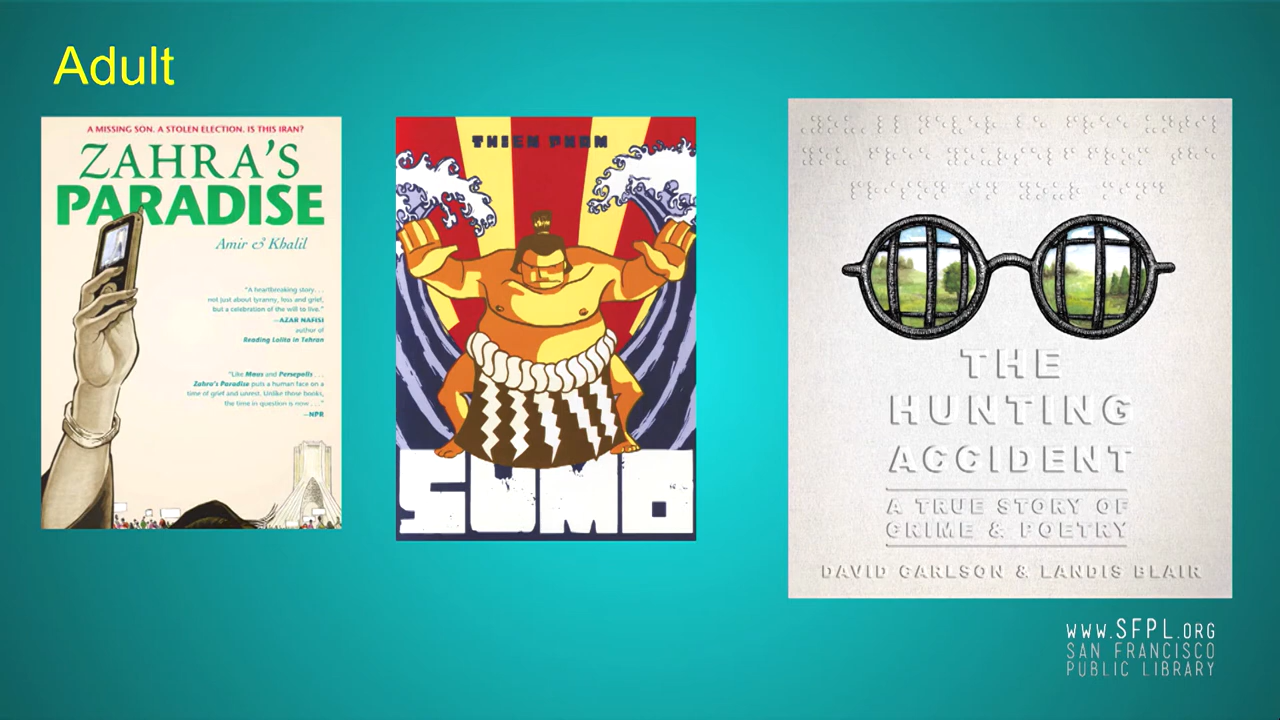 Adult
A MISSING SON. A STOLEN ELECTION. IS THIS IRAN?
ZAHRA'S
PARADISE
Amir & Khalil
"A heartbreaking story . . .
not just about tyranny, loss and grief,
but a celebration of the will to live."
—AZAR NAFISI
author of
Reading Lolita in Tehran
"Like Maus and Persepolis . . .
Zahra's Paradise puts a human face on a
time of grief and unrest. Unlike those books,
the time in question is now . . ."
—NPR
THIEN PHAM
SUMO
THE
HUNTING
ACCIDENT
A TRUE STORY OF
CRIME & POETRY
DAVID CARLSON & LANDIS BLAIR
WWW.SFPL.ORG
SAN FRANCISCO
PUBLIC LIBRARY